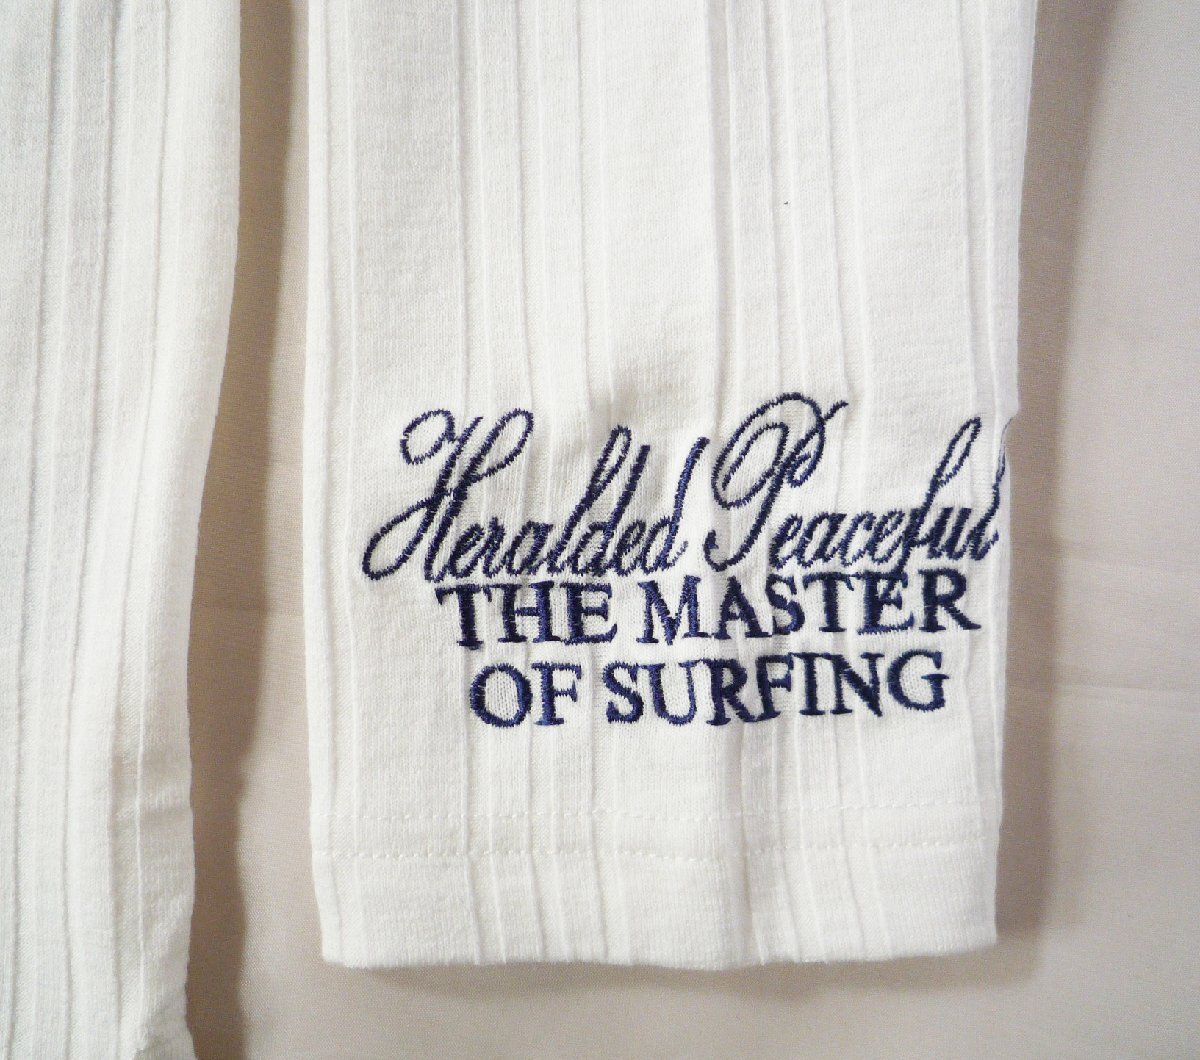 Heralded Peaceful
THE MASTER
OF SURFING